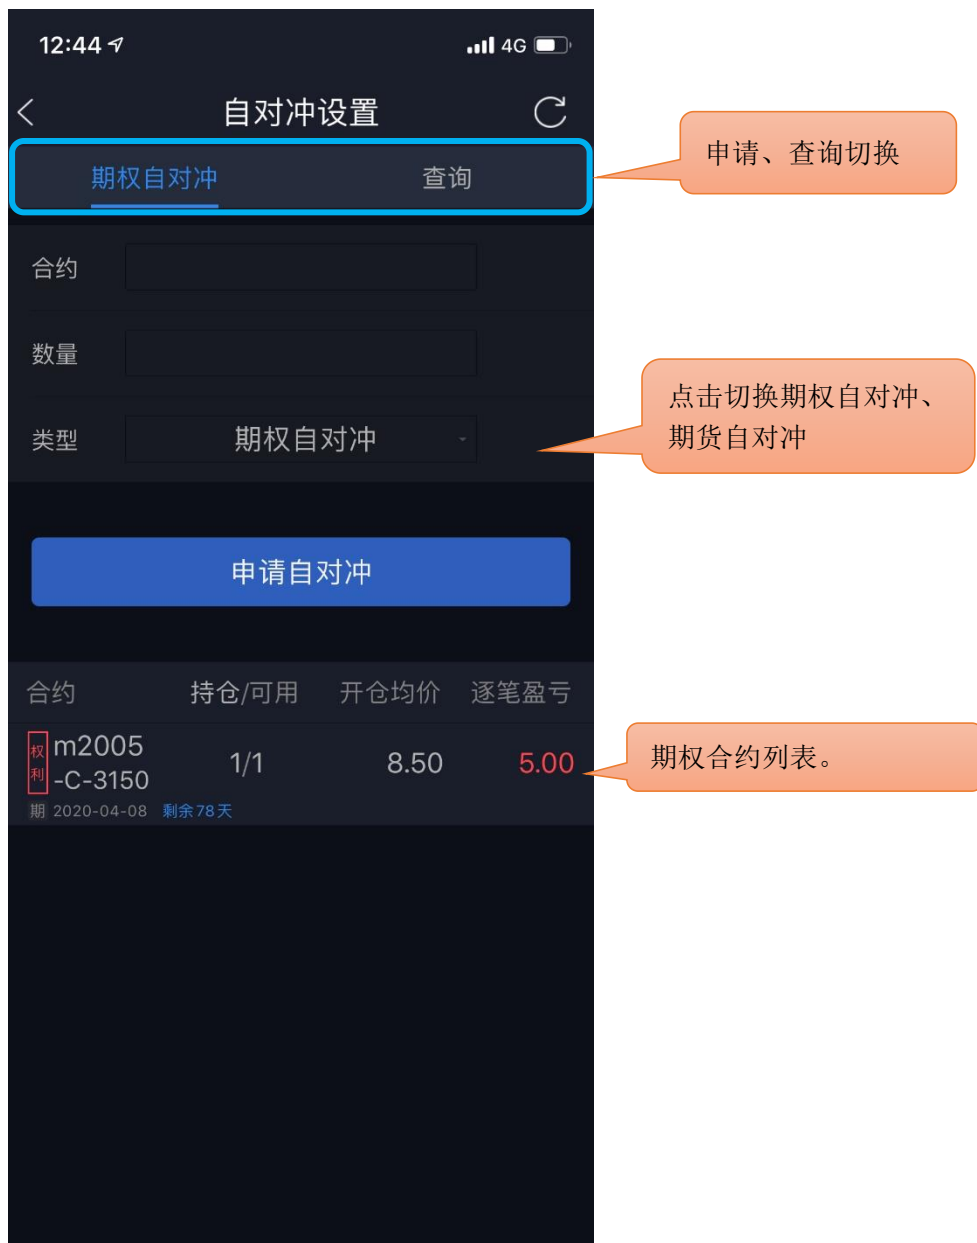 12:44
4G
自对冲设置
期权自对冲 查询
申请、查询切换
合约
数量
点击切换期权自对冲、
期货自对冲
类型 期权自对冲
申请自对冲
合约 持仓/可用 开仓均价 逐笔盈亏
权利 m2005
-C-3150 1/1 8.50 5.00
期 2020-04-08 剩余78天
期权合约列表。